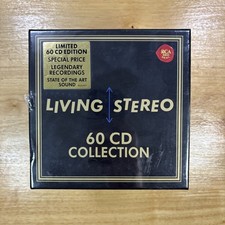 LIMITED
60 CD EDITION
SPECIAL PRICE
LEGENDARY
RECORDINGS
STATE OF THE ART
SOUND
RCA
LIVING STEREO
60 CD
COLLECTION